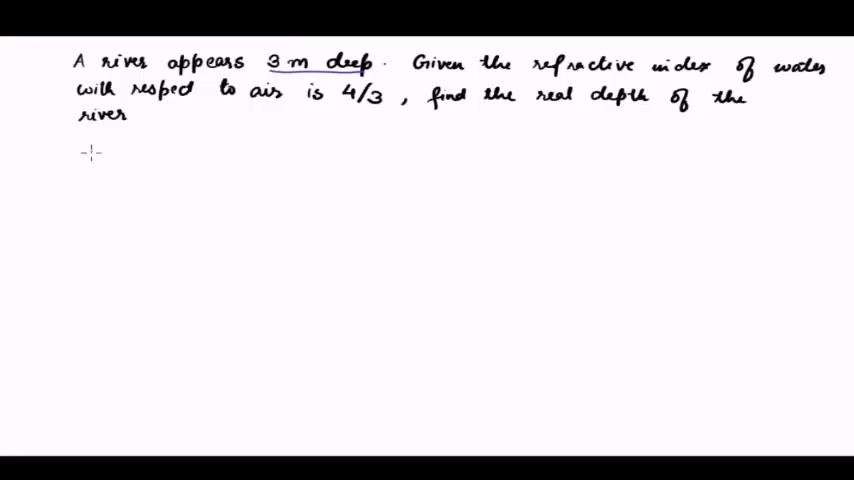 A river appears 3 m deep. Given the refractive index of water
with respect to air is 4/3, find the real depth of the
river